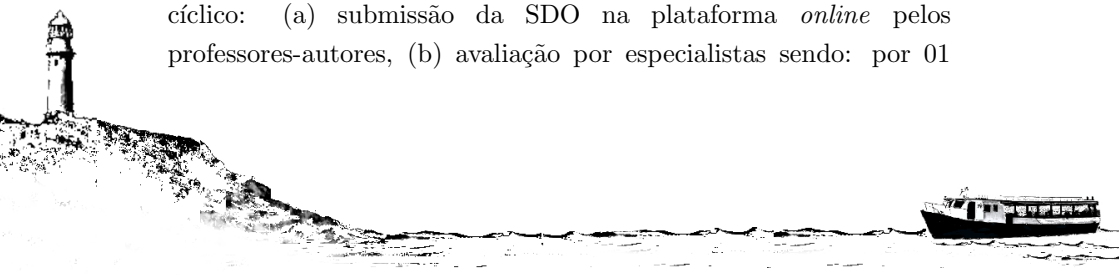 cíclico: (a) submissão da SDO na plataforma online pelos
professores-autores, (b) avaliação por especialistas sendo: por 01